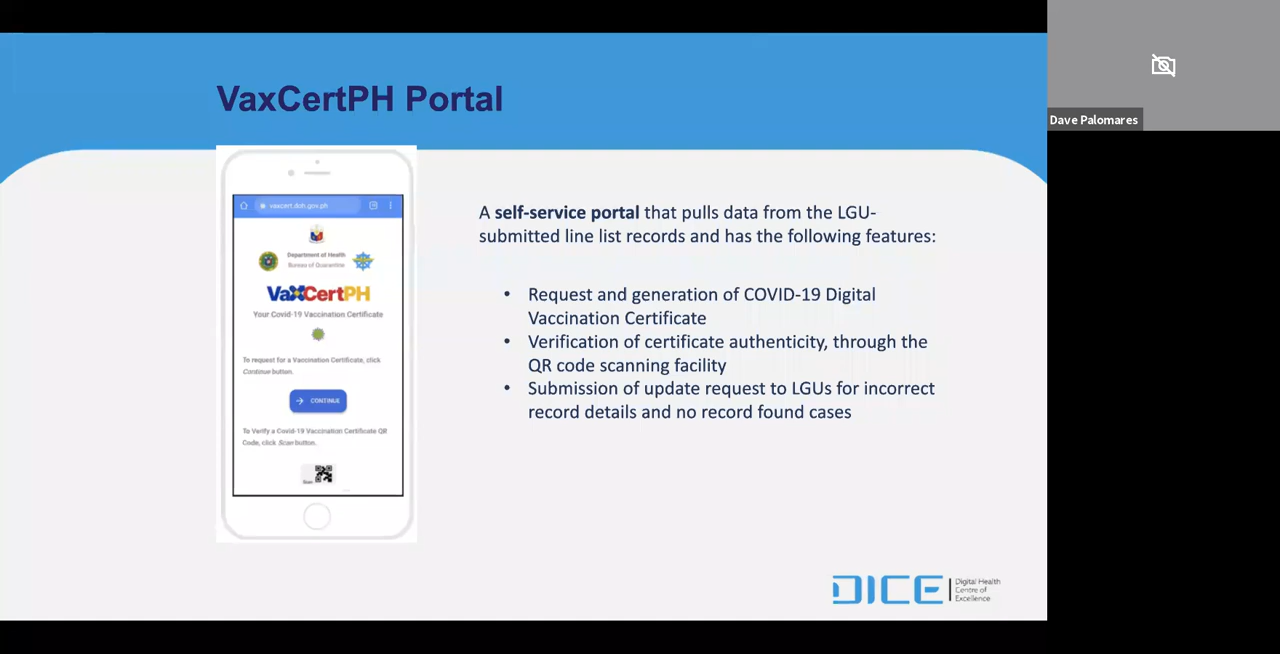 VaxCertPH Portal
Dave Palomares
vaxcert.doh.gov.ph
Department of Health
Bureau of Quarantine
VaXCertPH
Your Covid-19 Vaccination Certificate
To request for a Vaccination Certificate, click
Continue button.
CONTINUE
To Verify a Covid-19 Vaccination Certificate QR
Code, click Scan button.
Scan
A self-service portal that pulls data from the LGU-
submitted line list records and has the following features:
• Request and generation of COVID-19 Digital
Vaccination Certificate
• Verification of certificate authenticity, through the
QR code scanning facility
• Submission of update request to LGUs for incorrect
record details and no record found cases
DICE
Digital Health
Centre of
Excellence